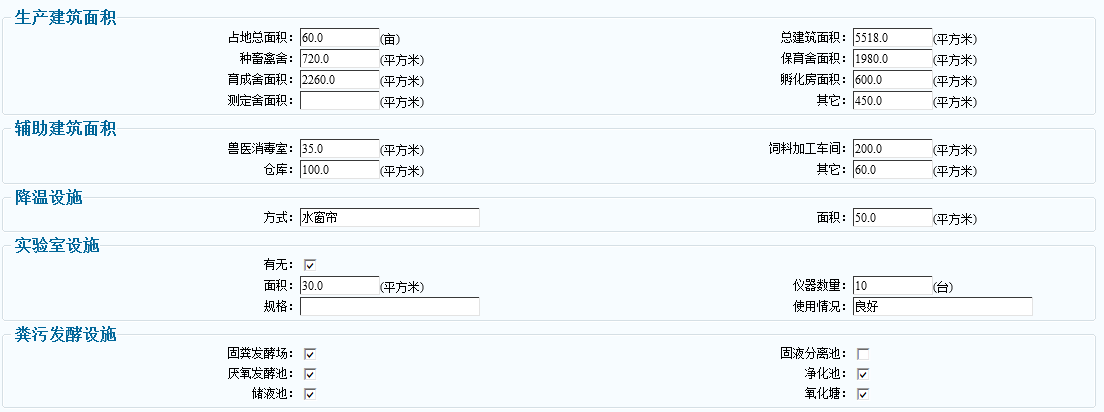 生产建筑面积
占地总面积： 60.0 (亩) 总建筑面积： 5518.0 (平方米)
种畜禽舍： 720.0 (平方米) 保育舍面积： 1980.0 (平方米)
育成舍面积： 2260.0 (平方米) 孵化房面积： 600.0 (平方米)
测定舍面积： (平方米) 其它： 450.0 (平方米)
辅助建筑面积
兽医消毒室： 35.0 (平方米) 饲料加工车间： 200.0 (平方米)
仓库： 100.0 (平方米) 其它： 60.0 (平方米)
降温设施
方式： 水窗帘 面积： 50.0 (平方米)
实验室设施
有无：
面积： 30.0 (平方米) 仪器数量： 10 (台)
规格： 使用情况： 良好
粪污发酵设施
固粪发酵场： 固液分离池：
厌氧发酵池： 净化池：
储液池： 氧化塘：